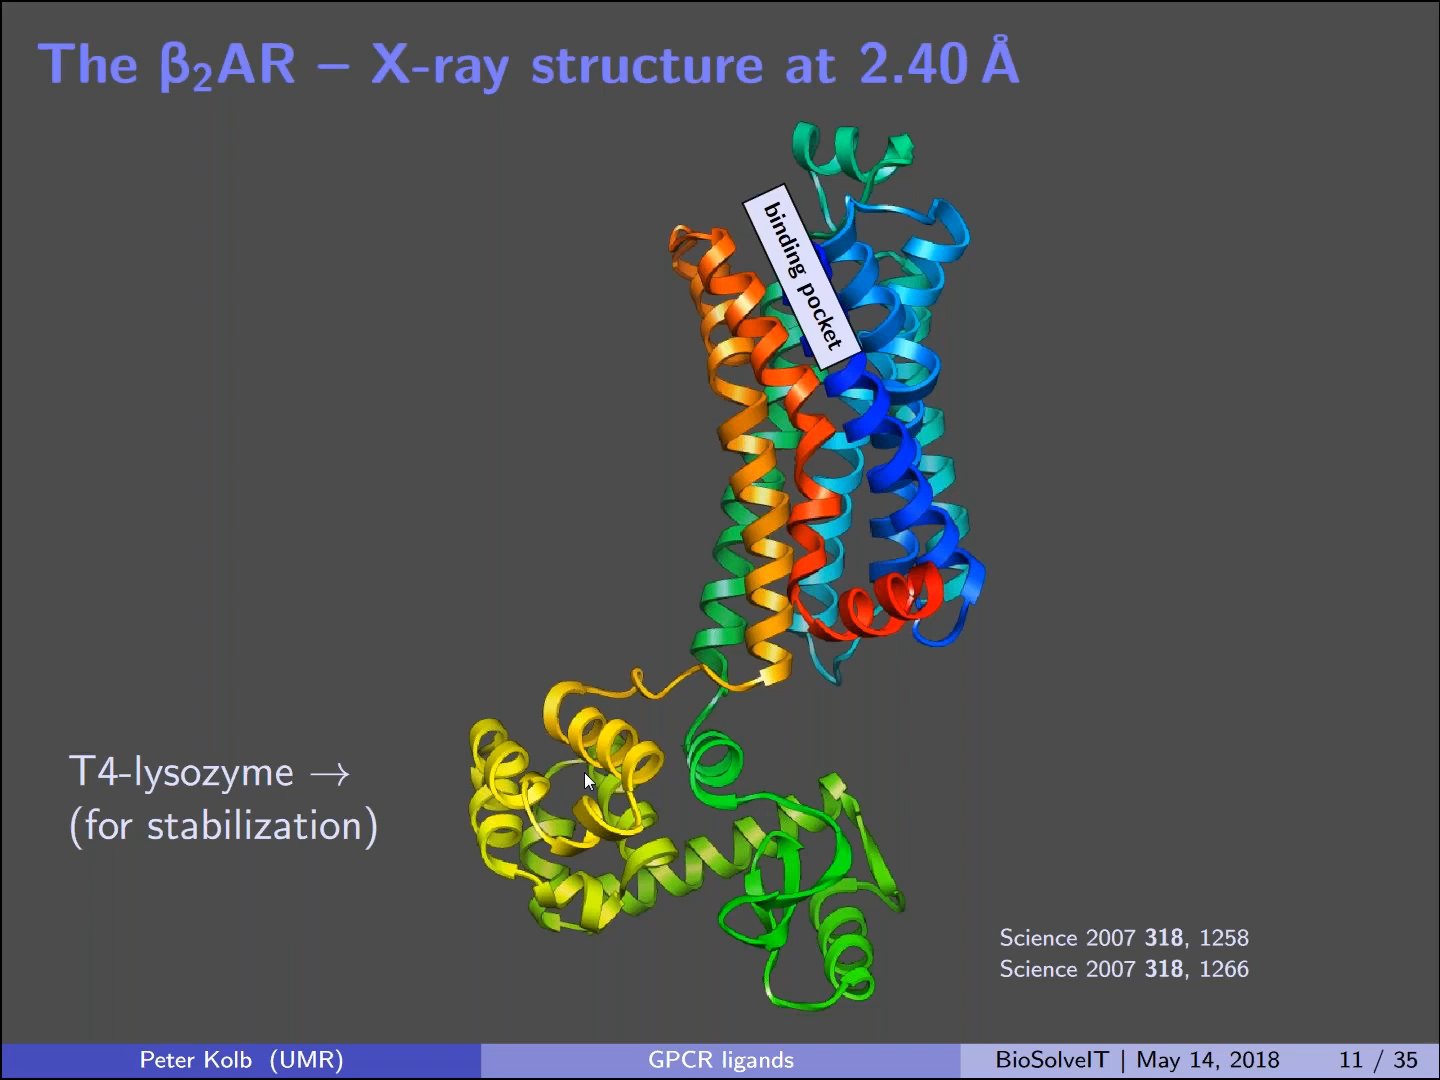 The β₂AR – X-ray structure at 2.40 Å
binding pocket
T4-lysozyme →
(for stabilization)
Science 2007 318, 1258
Science 2007 318, 1266
Peter Kolb (UMR) GPCR ligands BioSolveIT | May 14, 2018 11 / 35